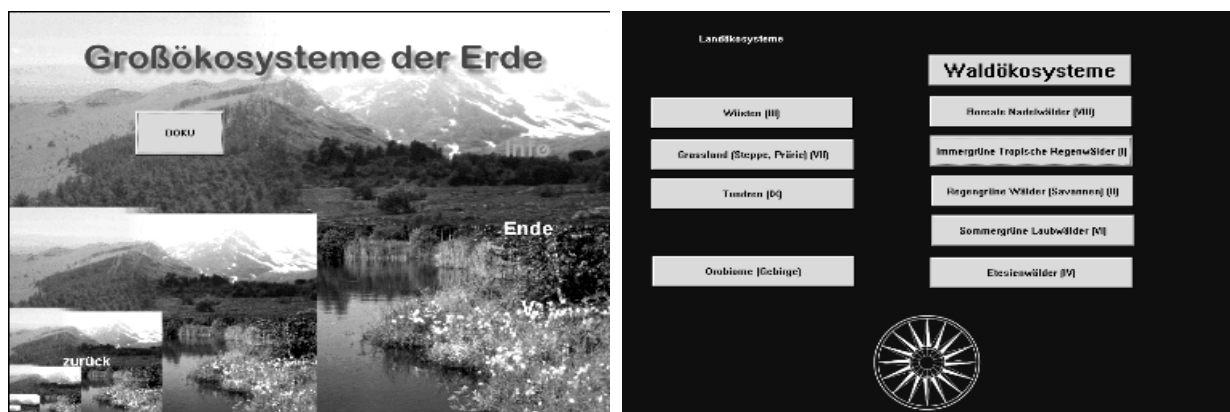 Großökosysteme der Erde
DOKU
Info
Ende
zurück
Landökosysteme
Waldökosysteme
Wüsten (III)
Boreale Nadelwälder (VIII)
Grassland (Steppe, Prärie) (VII)
Immergrüne Tropische Regenwälder (I)
Tundren (IX)
Regengrüne Wälder (Savannen) (II)
Sommergrüne Laubwälder (VI)
Orobiome (Gebirge)
Etesienwälder (IV)